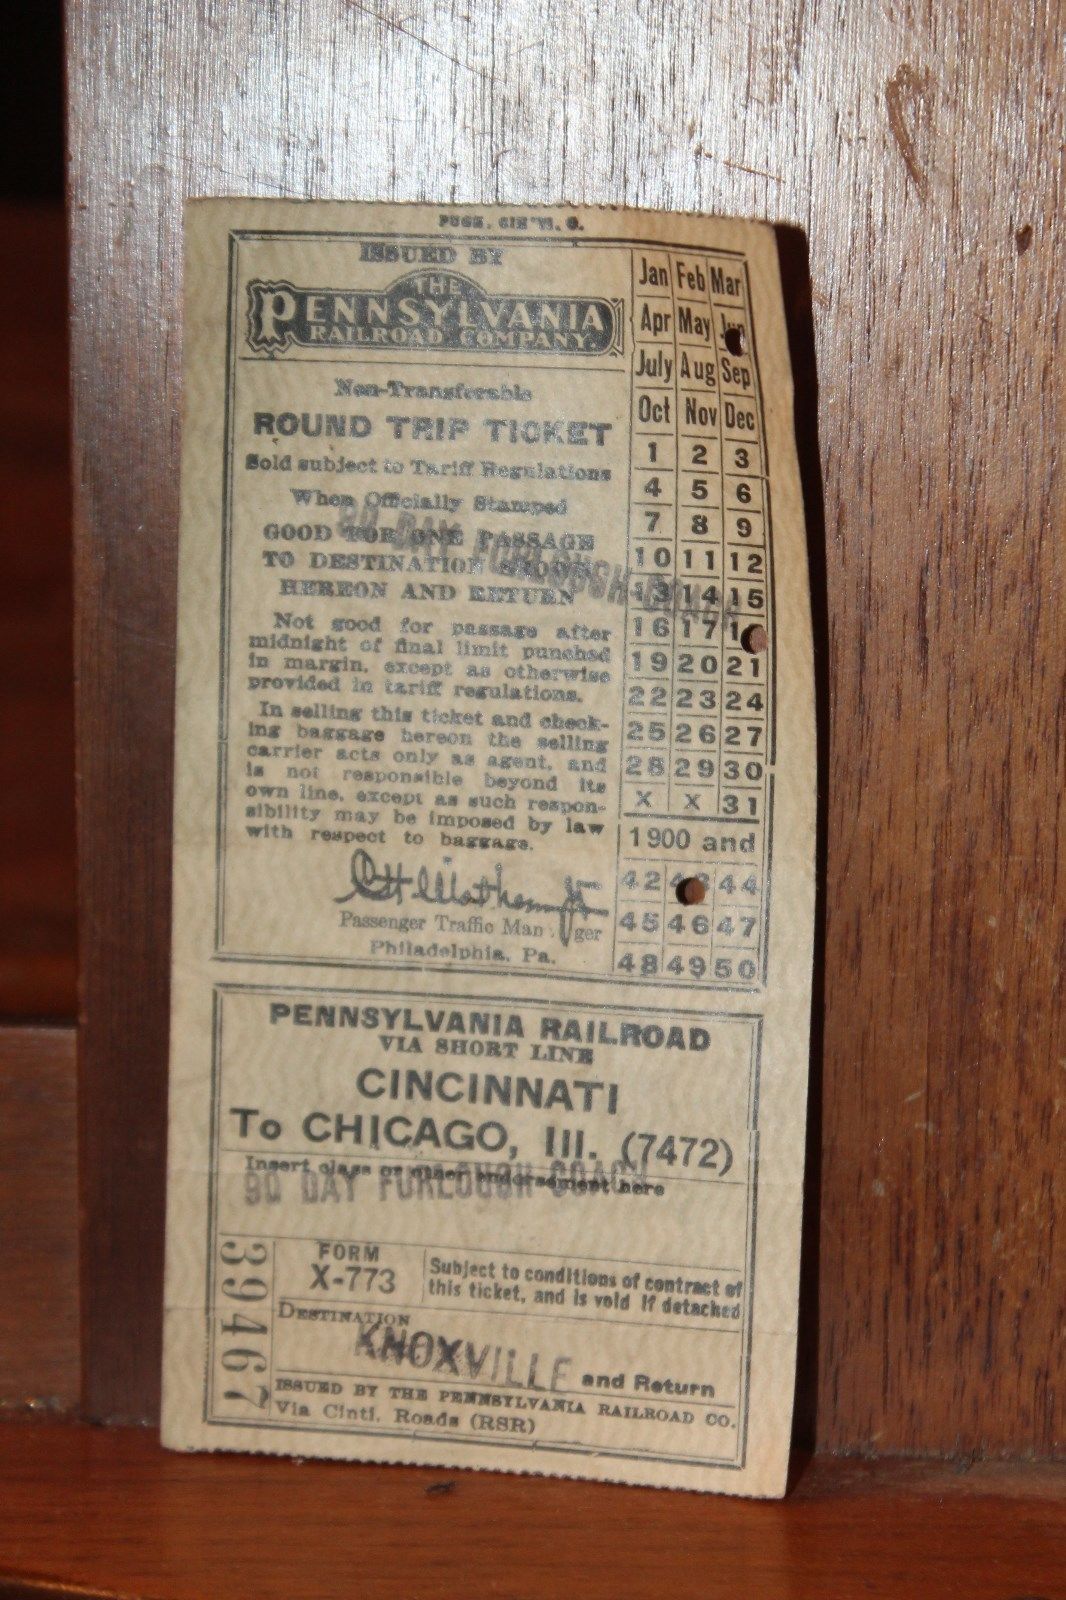 ISSUED BY
THE
PENNSYLVANIA
RAILROAD COMPANY.
Non-Transferable
ROUND TRIP TICKET
Sold subject to Tariff Regulations
When Officially Stamped
GOOD FOR ONE PASSAGE
TO DESTINATION SHOWN
HEREON AND RETURN
90 DAY FURLOUGH COACH
Not good for passage after
midnight of final limit punched
in margin, except as otherwise
provided in tariff regulations.
In selling this ticket and check-
ing baggage hereon the selling
carrier acts only as agent, and
is not responsible beyond its
own line, except as such respon-
sibility may be imposed by law
with respect to baggage.
Passenger Traffic Manager
Philadelphia, Pa.
Jan Feb Mar
Apr May Jun
July Aug Sep
Oct Nov Dec
1 2 3
4 5 6
7 8 9
10 11 12
13 14 15
16 17 1
19 20 21
22 23 24
25 26 27
28 29 30
X X 31
1900 and
42 43 44
45 46 47
48 49 50
PENNSYLVANIA RAILROAD
VIA SHORT LINE
CINCINNATI
To CHICAGO, Ill. (7472)
Insert class or other endorsement here
90 DAY FURLOUGH COACH
39467
FORM
X-773
Subject to conditions of contract of
this ticket, and is void if detached
DESTINATION
KNOXVILLE and Return
ISSUED BY THE PENNSYLVANIA RAILROAD CO.
Via Cinti. Roads (RSR)